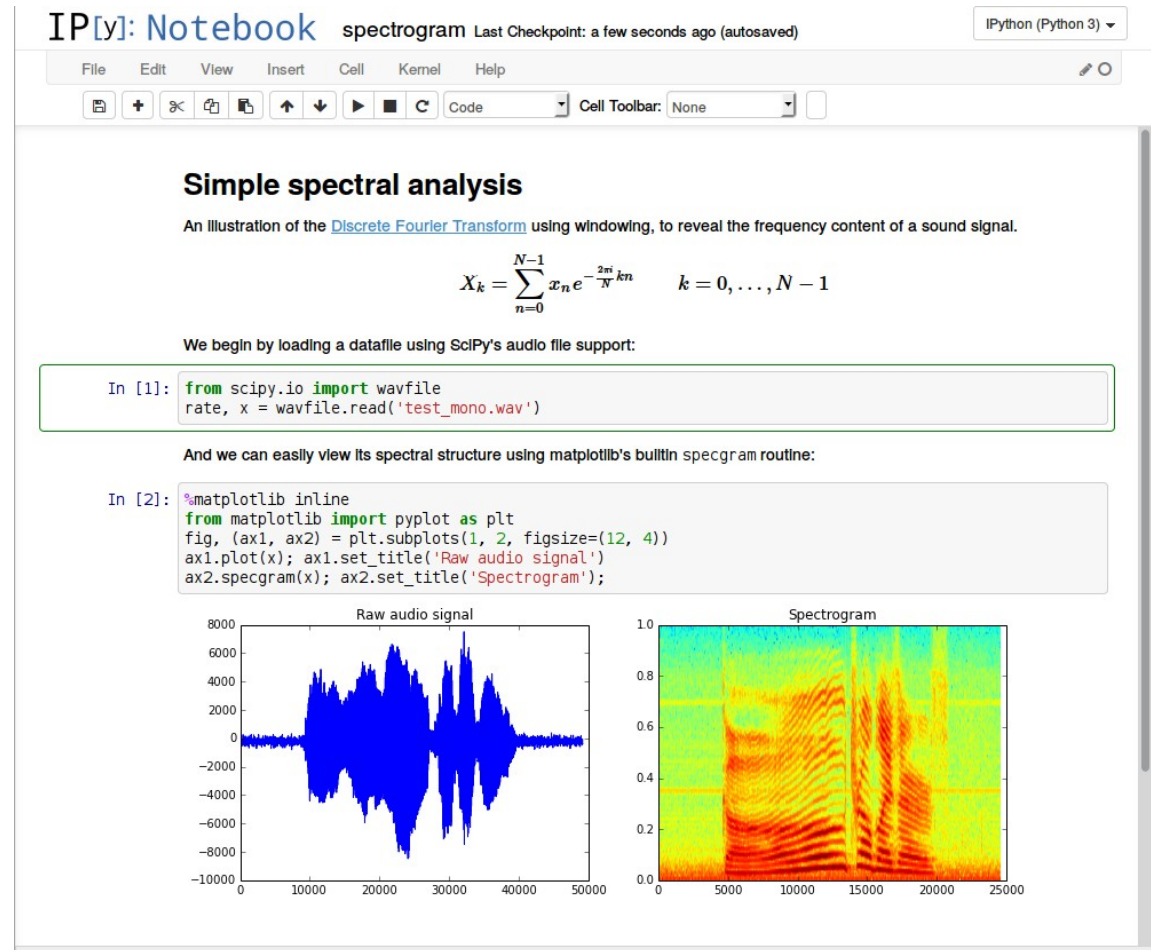 IP[y]: Notebook spectrogram Last Checkpoint: a few seconds ago (autosaved) IPython (Python 3)
File Edit View Insert Cell Kernel Help
Code Cell Toolbar: None
Simple spectral analysis
An illustration of the Discrete Fourier Transform using windowing, to reveal the frequency content of a sound signal.
X_k = \sum_{n=0}^{N-1} x_n e^{-\frac{2\pi i}{N} kn} k = 0, \ldots, N − 1
We begin by loading a datafile using SciPy's audio file support:
In [1]: from scipy.io import wavfile
rate, x = wavfile.read('test_mono.wav')
And we can easily view its spectral structure using matplotlib's builtin specgram routine:
In [2]: %matplotlib inline
from matplotlib import pyplot as plt
fig, (ax1, ax2) = plt.subplots(1, 2, figsize=(12, 4))
ax1.plot(x); ax1.set_title('Raw audio signal')
ax2.specgram(x); ax2.set_title('Spectrogram');
Raw audio signal
8000
6000
4000
2000
0
−2000
−4000
−6000
−8000
−10000
0 10000 20000 30000 40000 50000
Spectrogram
1.0
0.8
0.6
0.4
0.2
0.0
0 5000 10000 15000 20000 25000